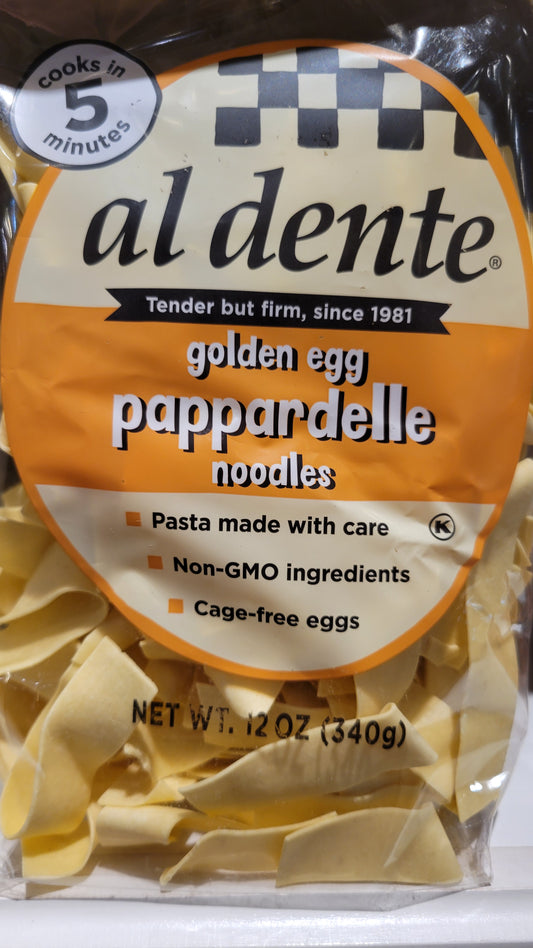 cooks in
5
minutes
al dente®
Tender but firm, since 1981
golden egg
pappardelle
noodles
Pasta made with care
K
Non-GMO ingredients
Cage-free eggs
NET WT. 12 OZ (340g)